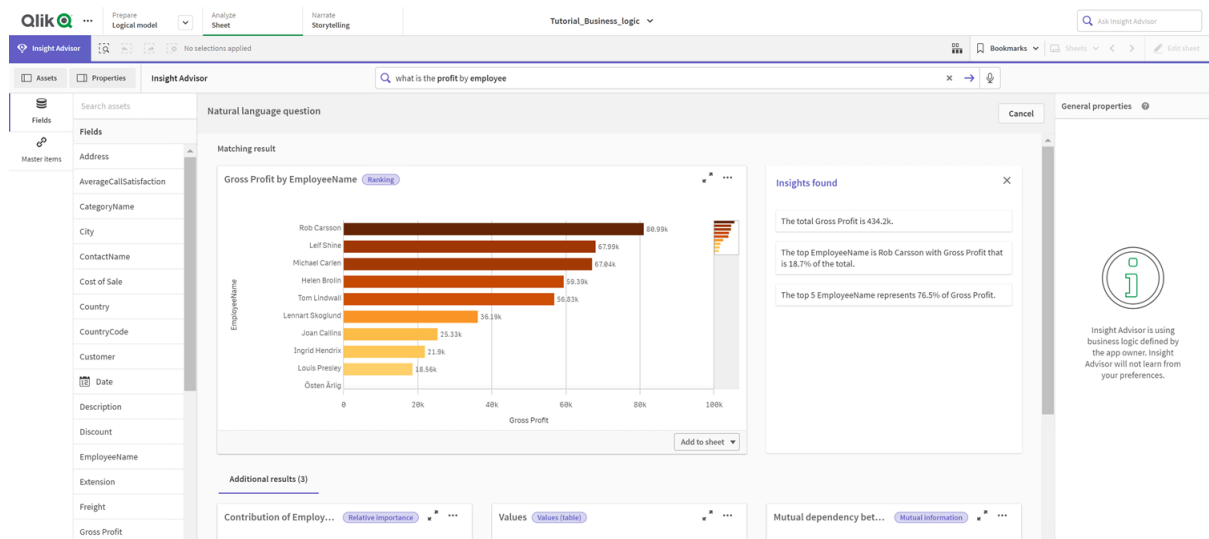 Qlik
Prepare
Logical model
Analyze
Sheet
Narrate
Storytelling
Tutorial_Business_logic
Ask Insight Advisor
Insight Advisor
No selections applied
Bookmarks
Sheets
Edit sheet
Assets
Properties
Insight Advisor
what is the profit by employee
Fields
Master items
Search assets
Fields
Address
AverageCallSatisfaction
CategoryName
City
ContactName
Cost of Sale
Country
CountryCode
Customer
Date
Description
Discount
EmployeeName
Extension
Freight
Gross Profit
Natural language question
Cancel
Matching result
Gross Profit by EmployeeName
Ranking
EmployeeName
Rob Carsson
80.99k
Leif Shine
67.99k
Michael Carlen
67.04k
Helen Brolin
59.39k
Tom Lindwall
56.83k
Lennart Skoglund
36.19k
Joan Callins
25.33k
Ingrid Hendrix
21.9k
Louis Presley
18.56k
Östen Ärlig
0 20k 40k 60k 80k 100k
Gross Profit
Add to sheet
Insights found
The total Gross Profit is 434.2k.
The top EmployeeName is Rob Carsson with Gross Profit that
is 18.7% of the total.
The top 5 EmployeeName represents 76.5% of Gross Profit.
Additional results (3)
Contribution of Employ...
Relative importance
Values
Values (table)
Mutual dependency bet...
Mutual information
General properties
Insight Advisor is using
business logic defined by
the app owner. Insight
Advisor will not learn from
your preferences.